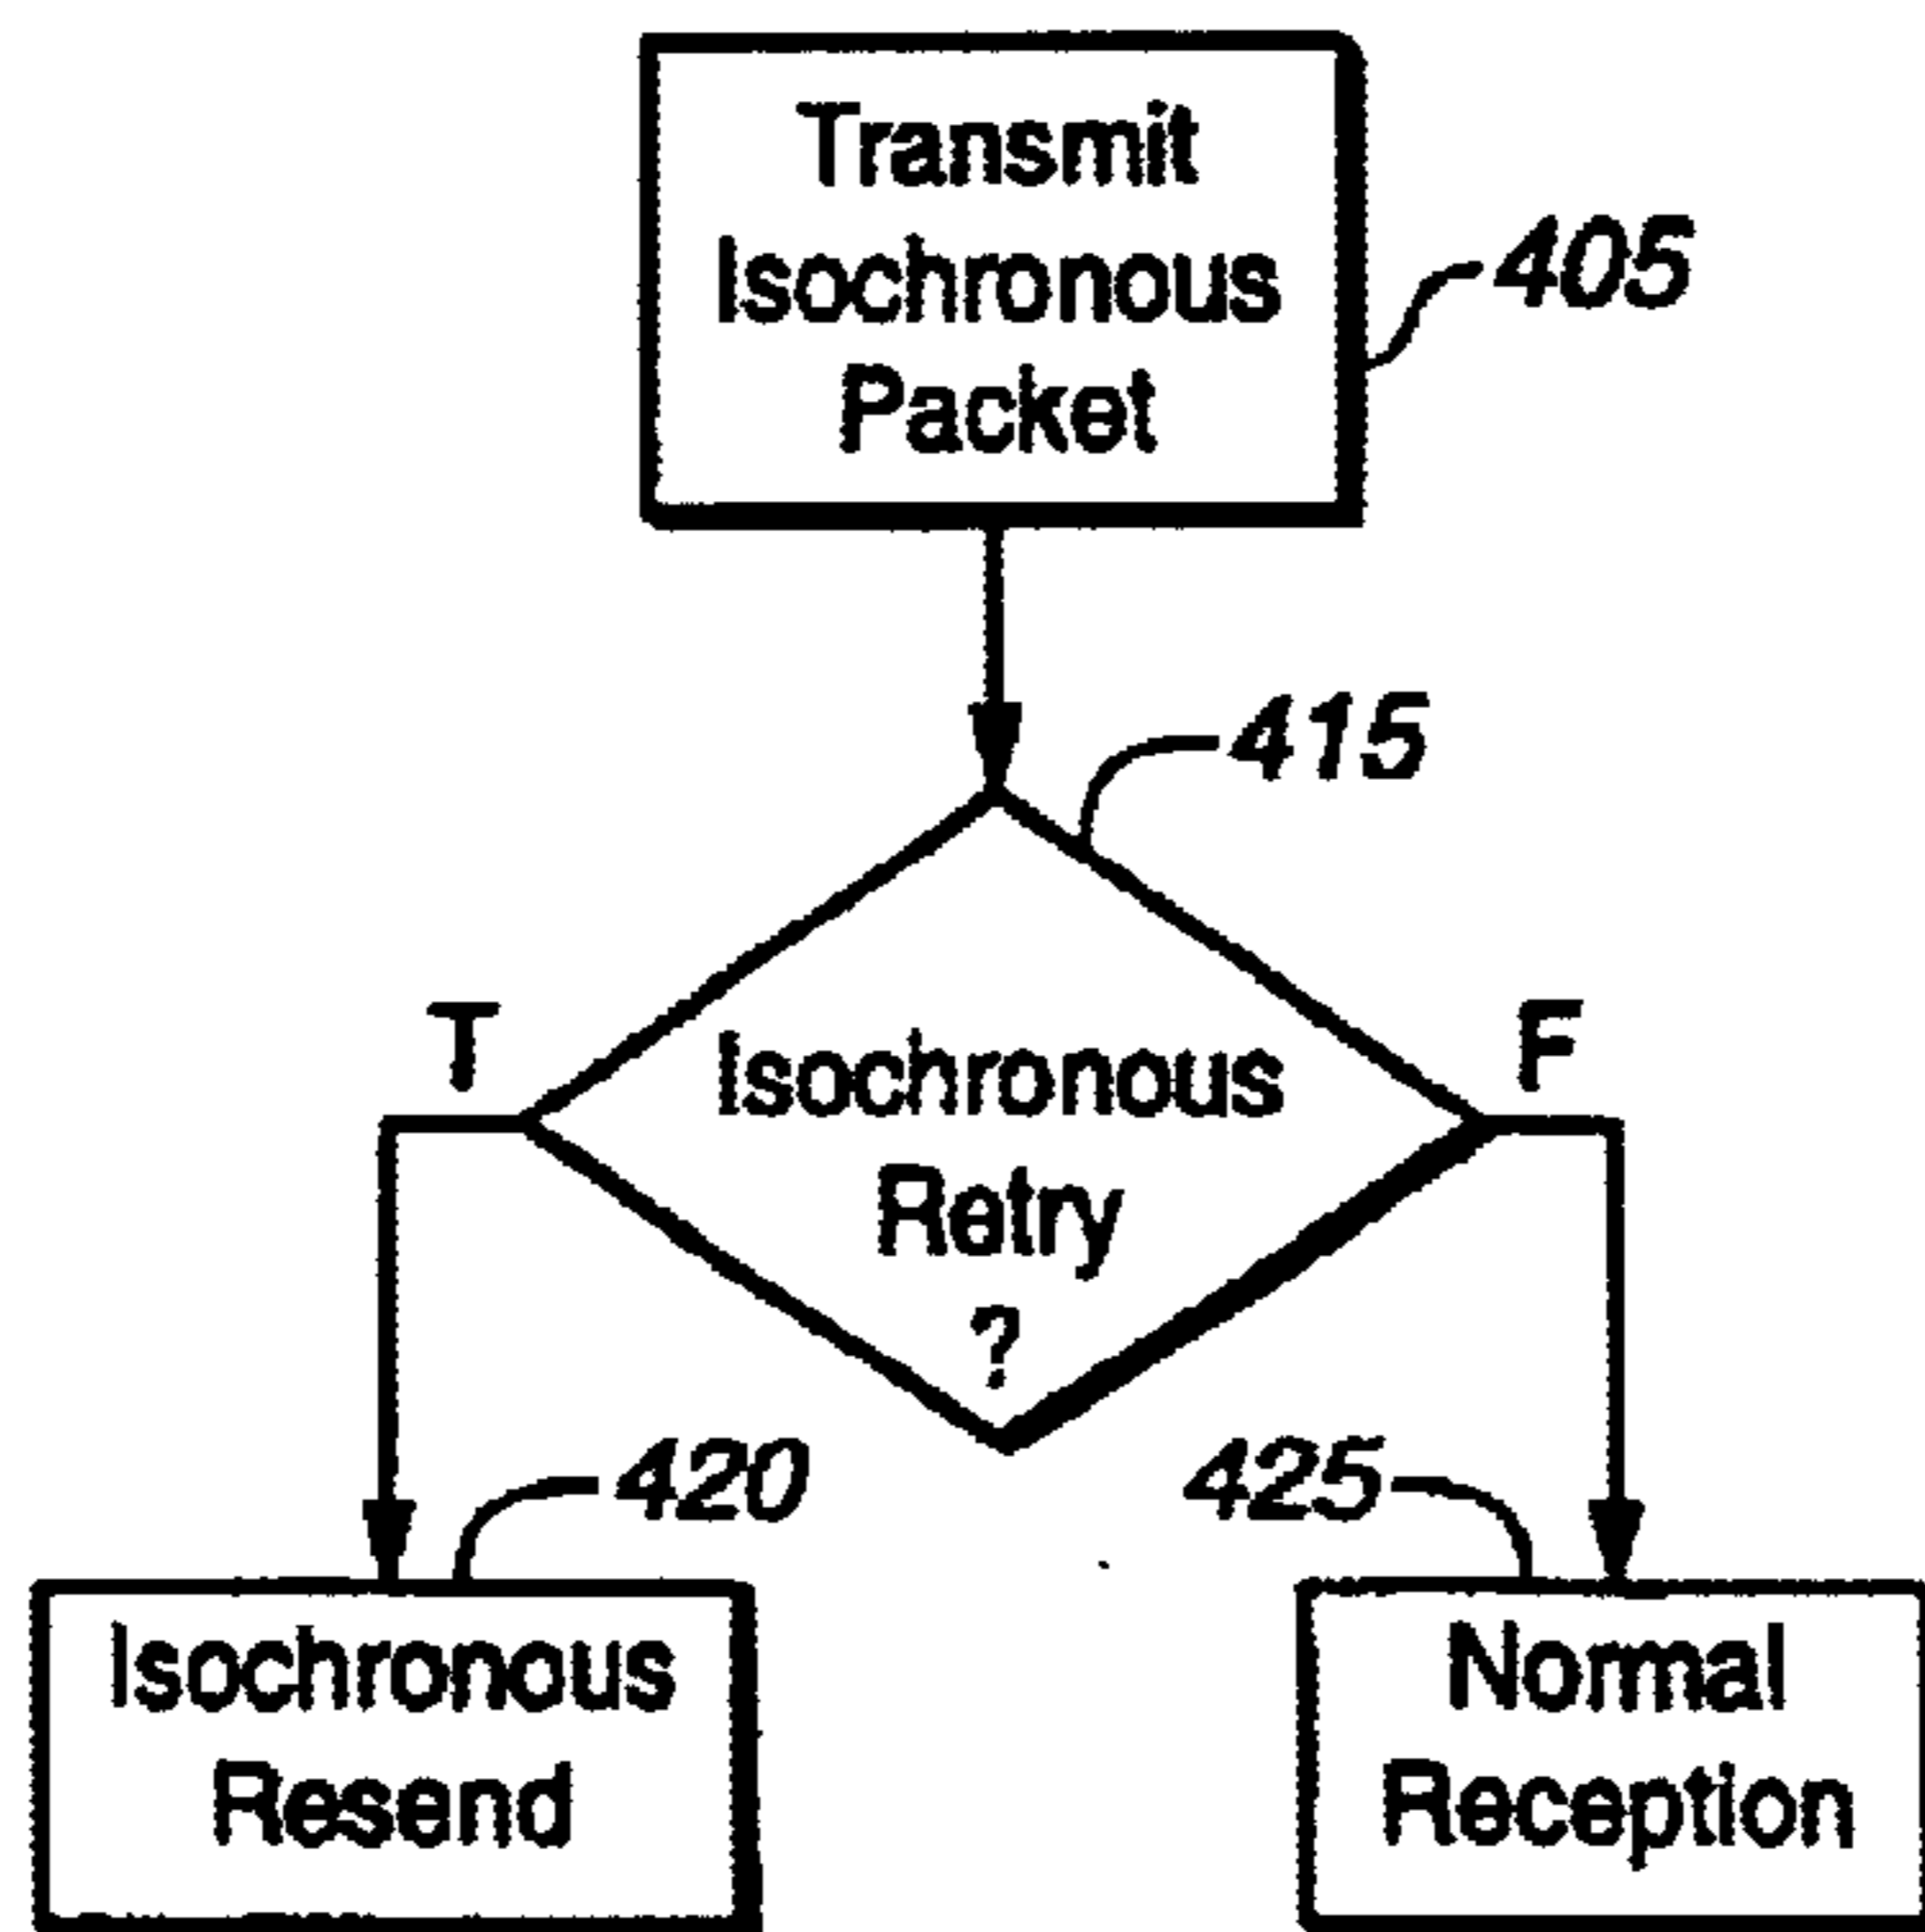 Transmit
Isochronous
Packet
405
415
T
F
Isochronous
Retry
?
420
425
Isochronous
Resend
Normal
Reception